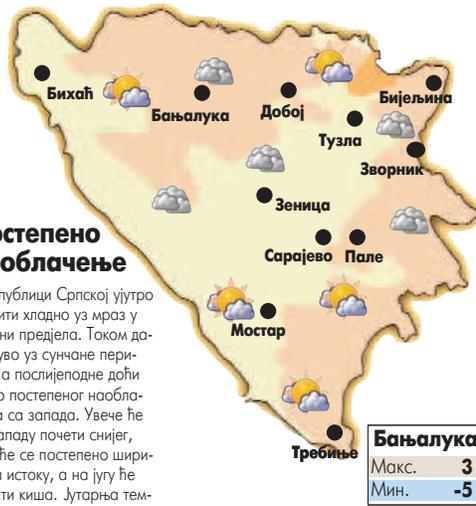 Бихаћ
Бањалука
Добој
Бијељина
Тузла
Зворник
Зеница
Сарајево
Пале
Мостар
Требиње
остепено
облачење
публици Српској ујутро
ити хладно уз мраз у
ни предјела. Током да-
уво уз сунчане пери-
а послијеподне доћи
о постепеног наобла-
а са запада. Увече ће
ападу почети снијег,
ће се постепено шири-
а истоку, а на југу ће
ти киша. Јутарња тем-
Бањалука
Макс. 3
Мин. -5